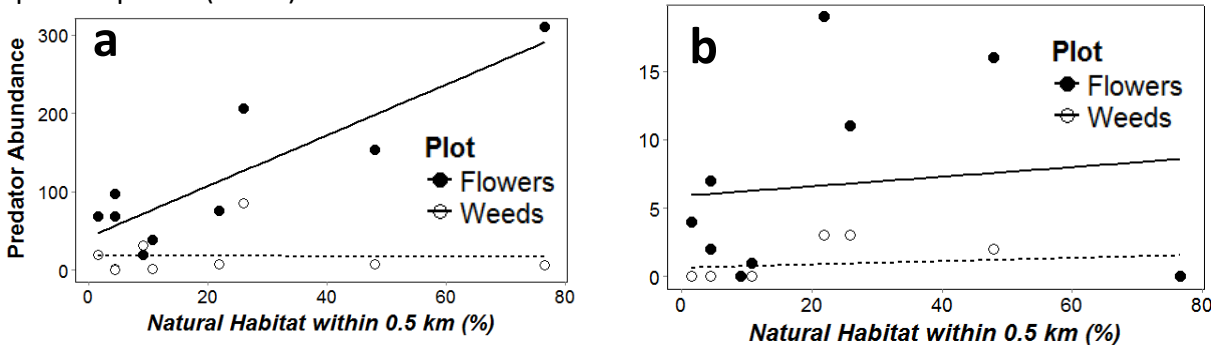 a
Predator Abundance
300
200
100
0
Plot
Flowers
Weeds
0 20 40 60 80
Natural Habitat within 0.5 km (%)
b
15
10
5
0
Plot
Flowers
Weeds
0 20 40 60 80
Natural Habitat within 0.5 km (%)